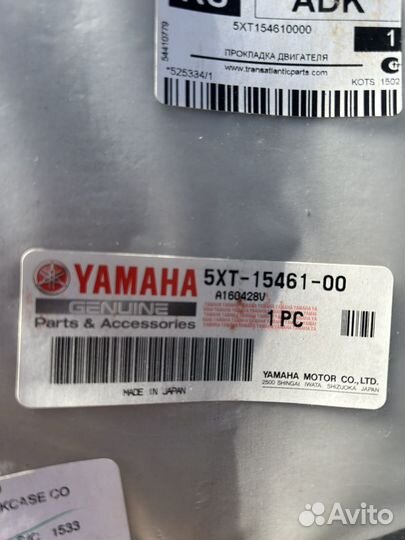 ADK
5XT154610000
54410779
1
ПРОКЛАДКА ДВИГАТЕЛЯ
www.transatlanticparts.com
*525334/1
KOTS 1502
YAMAHA
5XT-15461-00
A160428V
GENUINE
Parts & Accessories
1 PC
MADE IN JAPAN
YAMAHA MOTOR CO., LTD.
2500 SHINGAI, IWATA, SHIZUOKA, JAPAN
KCASE CO
1533
Avito